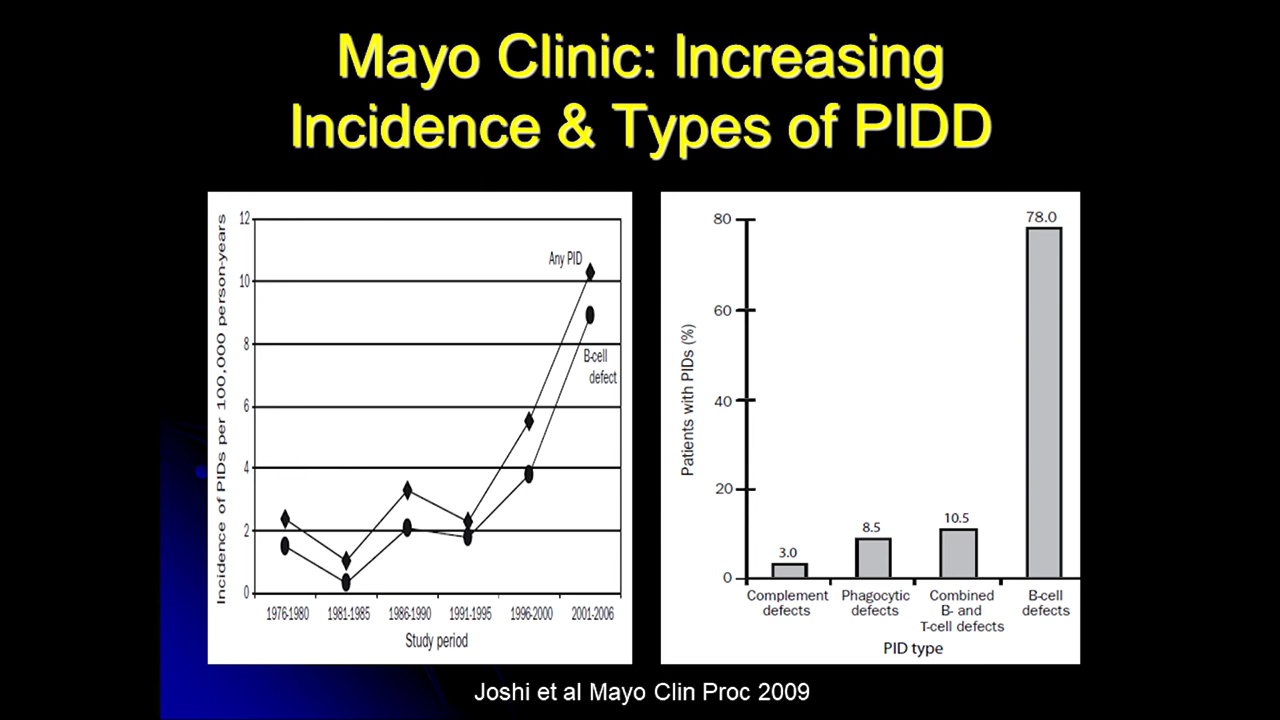 Mayo Clinic: Increasing
Incidence & Types of PIDD
Incidence of PIDs per 100,000 person-years
12
10
8
6
4
2
0
Any PID
B-cell
defect
1976-1980 1981-1985 1986-1990 1991-1995 1996-2000 2001-2006
Study period
Patients with PIDs (%)
80
60
40
20
0
3.0
8.5
10.5
78.0
Complement
defects
Phagocytic
defects
Combined
B- and
T-cell defects
B-cell
defects
PID type
Joshi et al Mayo Clin Proc 2009